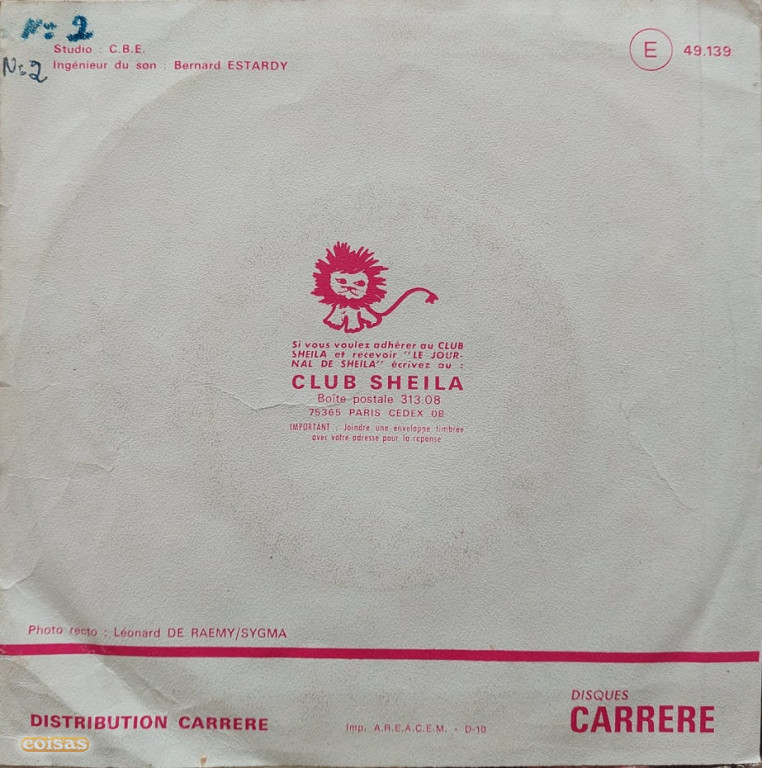 Nº 2
Studio : C.B.E.
Nº2
Ingénieur du son : Bernard ESTARDY
E 49.139
Si vous voulez adhérer au CLUB
SHEILA et recevoir "LE JOUR-
NAL DE SHEILA" écrivez au :
CLUB SHEILA
Boîte postale 313.08
75365 PARIS CEDEX 08
IMPORTANT : Joindre une enveloppe timbrée
avec votre adresse pour la réponse
Photo recto : Léonard DE RAEMY/SYGMA
DISTRIBUTION CARRERE
Imp. A.R.E.A.C.E.M. - D-10
DISQUES
CARRERE
coisas